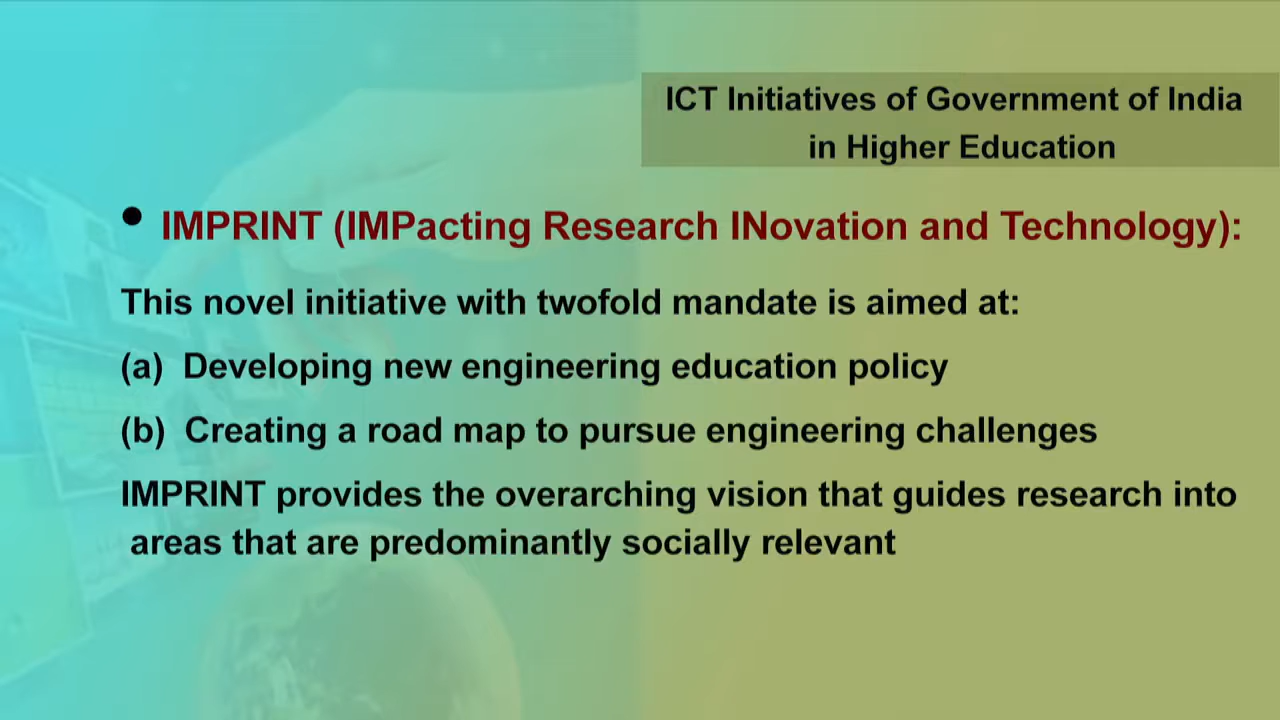 ICT Initiatives of Government of India
in Higher Education
• IMPRINT (IMPacting Research INovation and Technology):
This novel initiative with twofold mandate is aimed at:
(a) Developing new engineering education policy
(b) Creating a road map to pursue engineering challenges
IMPRINT provides the overarching vision that guides research into
areas that are predominantly socially relevant